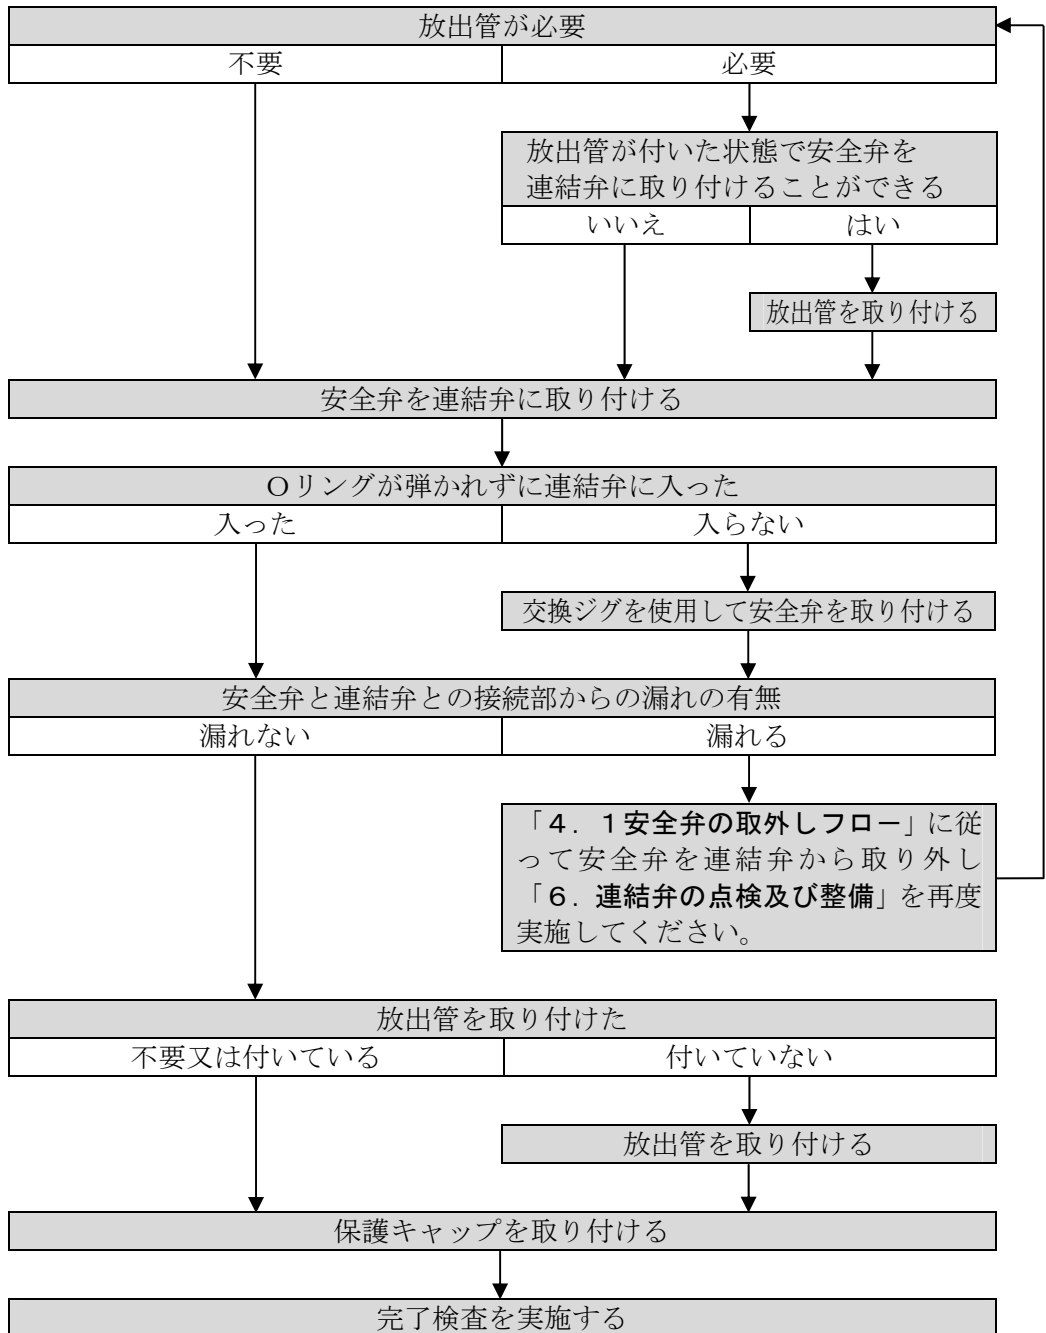 放出管が必要
不要
必要
放出管が付いた状態で安全弁を
連結弁に取り付けることができる
いいえ
はい
放出管を取り付ける
安全弁を連結弁に取り付ける
Oリングが弾かれずに連結弁に入った
入った
入らない
交換ジグを使用して安全弁を取り付ける
安全弁と連結弁との接続部からの漏れの有無
漏れない
漏れる
「４．１安全弁の取外しフロー」に従
って安全弁を連結弁から取り外し
「６．連結弁の点検及び整備」を再度
実施してください。
放出管を取り付けた
不要又は付いている
付いていない
放出管を取り付ける
保護キャップを取り付ける
完了検査を実施する